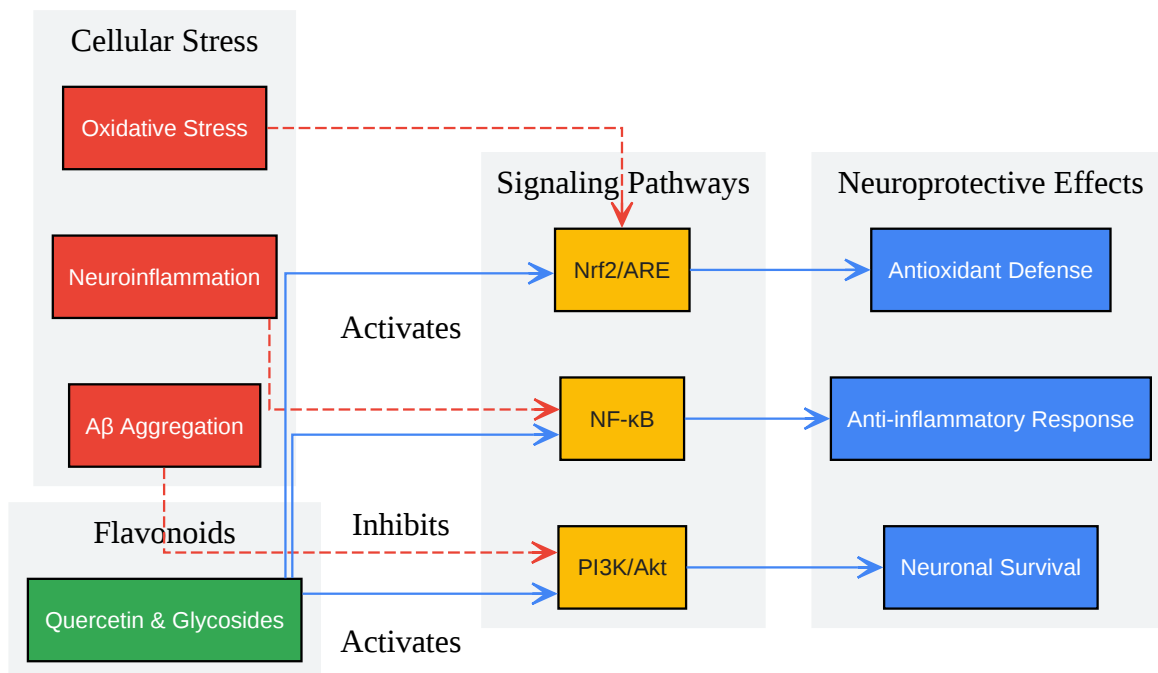 Cellular Stress
Oxidative Stress
Neuroinflammation
Aβ Aggregation
Flavonoids
Quercetin & Glycosides
Activates
Inhibits
Activates
Signaling Pathways
Nrf2/ARE
NF-κB
PI3K/Akt
Neuroprotective Effects
Antioxidant Defense
Anti-inflammatory Response
Neuronal Survival